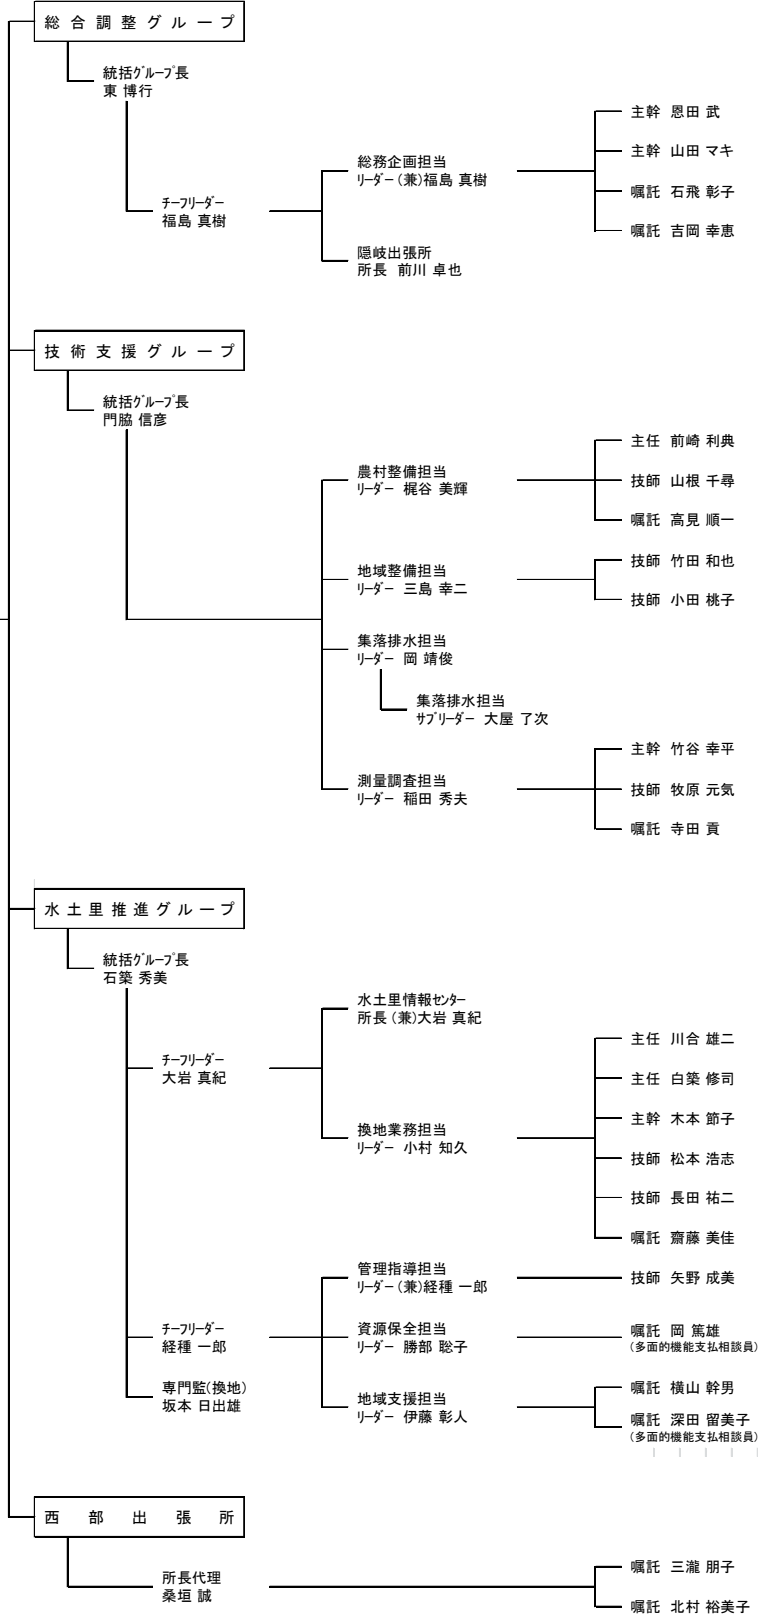 総合調整グループ
統括グループ長
東 博行
チーフリーダー
福島 真樹
総務企画担当
リーダー (兼)福島 真樹
主幹 恩田 武
主幹 山田 マキ
嘱託 石飛 彰子
嘱託 吉岡 幸恵
隠岐出張所
所長 前川 卓也
技術支援グループ
統括グループ長
門脇 信彦
農村整備担当
リーダー 梶谷 美輝
主任 前崎 利典
技師 山根 千尋
嘱託 高見 順一
地域整備担当
リーダー 三島 幸二
技師 竹田 和也
技師 小田 桃子
集落排水担当
リーダー 岡 靖俊
集落排水担当
サブリーダー 大屋 了次
測量調査担当
リーダー 稲田 秀夫
主幹 竹谷 幸平
技師 牧原 元気
嘱託 寺田 貢
水土里推進グループ
統括グループ長
石築 秀美
チーフリーダー
大岩 真紀
水土里情報センター
所長 (兼)大岩 真紀
換地業務担当
リーダー 小村 知久
主任 川合 雄二
主任 白築 修司
主幹 木本 節子
技師 松本 浩志
技師 長田 祐二
嘱託 齋藤 美佳
チーフリーダー
経種 一郎
管理指導担当
リーダー (兼)経種 一郎
技師 矢野 成美
資源保全担当
リーダー 勝部 聡子
嘱託 岡 篤雄
(多面的機能支払相談員)
地域支援担当
リーダー 伊藤 彰人
嘱託 横山 幹男
嘱託 深田 留美子
(多面的機能支払相談員)
専門監(換地)
坂本 日出雄
西部出張所
所長代理
桑垣 誠
嘱託 三瀧 朋子
嘱託 北村 裕美子